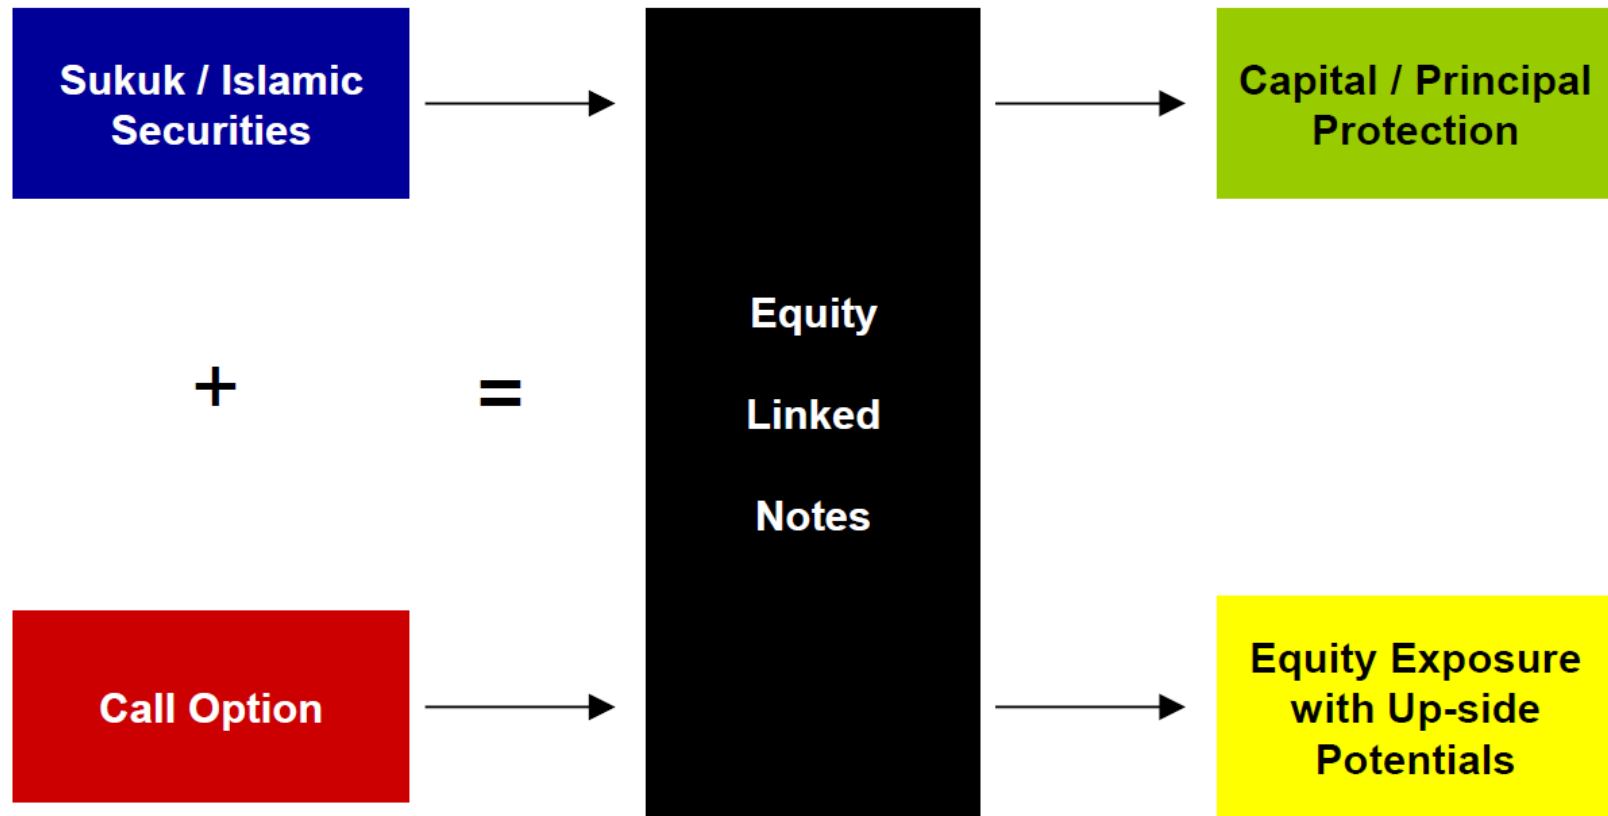 Sukuk / Islamic
Securities
Capital / Principal
Protection
Equity
+ =
Linked
Notes
Call Option
Equity Exposure
with Up-side
Potentials